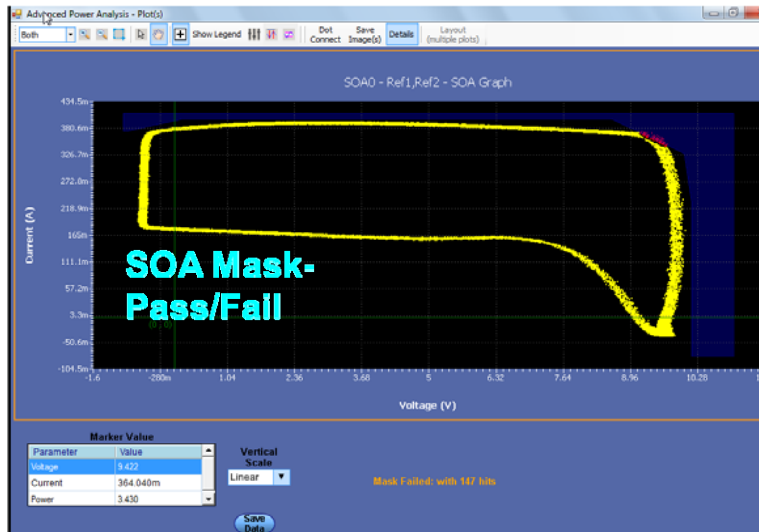 Advanced Power Analysis - Plot(s)
Both Show Legend Dot Connect Save Image(s) Details Layout (multiple plots)
SOA0 - Ref1,Ref2 - SOA Graph
434.5m
380.6m
326.7m
272.8m
218.9m
165m
111.1m
57.2m
3.3m
-50.6m
-104.5m
Current (A)
SOA Mask-
Pass/Fail
(0 , 0)
-1.6 -280m 1.04 2.36 3.68 5 6.32 7.64 8.96 10.28
Voltage (V)
Marker Value
Parameter Value
Voltage 9.422
Current 364.040m
Power 3.430
Vertical
Scale
Linear
Mask Failed: with 147 hits
Save
Data